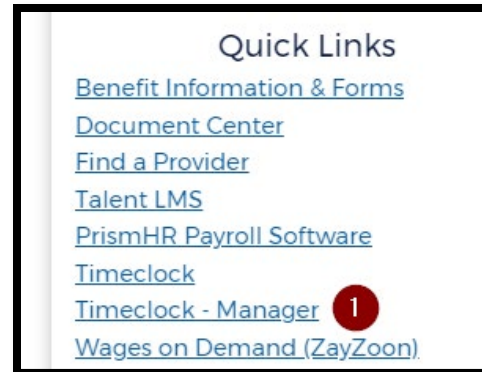 Quick Links
Benefit Information & Forms
Document Center
Find a Provider
Talent LMS
PrismHR Payroll Software
Timeclock
Timeclock - Manager 1
Wages on Demand (ZayZoon)